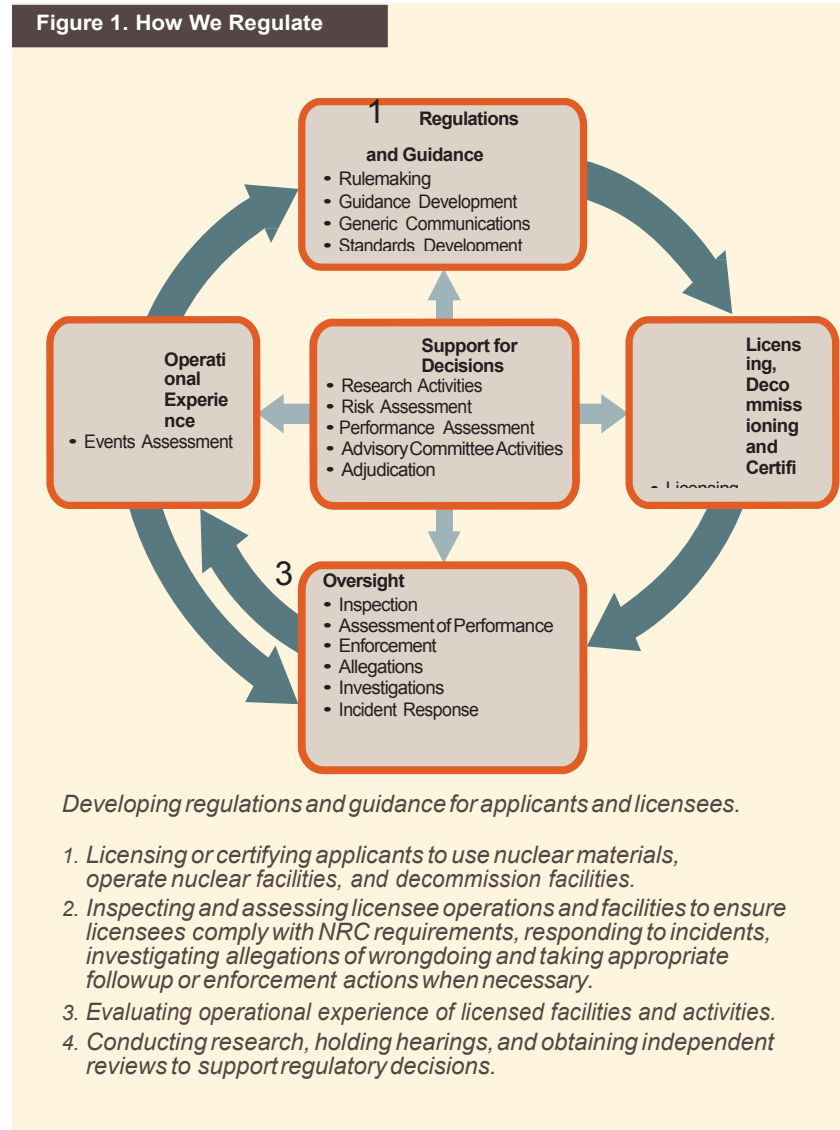 Figure 1. How We Regulate
1
Regulations
and Guidance
• Rulemaking
• Guidance Development
• Generic Communications
• Standards Development
Operati
onal
Experie
nce
• Events Assessment
Support for
Decisions
• Research Activities
• Risk Assessment
• Performance Assessment
• Advisory Committee Activities
• Adjudication
Licens
ing,
Deco
mmiss
ioning
and
Certifi
• Licensing
3
Oversight
• Inspection
• Assessment of Performance
• Enforcement
• Allegations
• Investigations
• Incident Response
Developing regulations and guidance for applicants and licensees.
1. Licensing or certifying applicants to use nuclear materials,
operate nuclear facilities, and decommission facilities.
2. Inspecting and assessing licensee operations and facilities to ensure
licensees comply with NRC requirements, responding to incidents,
investigating allegations of wrongdoing and taking appropriate
followup or enforcement actions when necessary.
3. Evaluating operational experience of licensed facilities and activities.
4. Conducting research, holding hearings, and obtaining independent
reviews to support regulatory decisions.